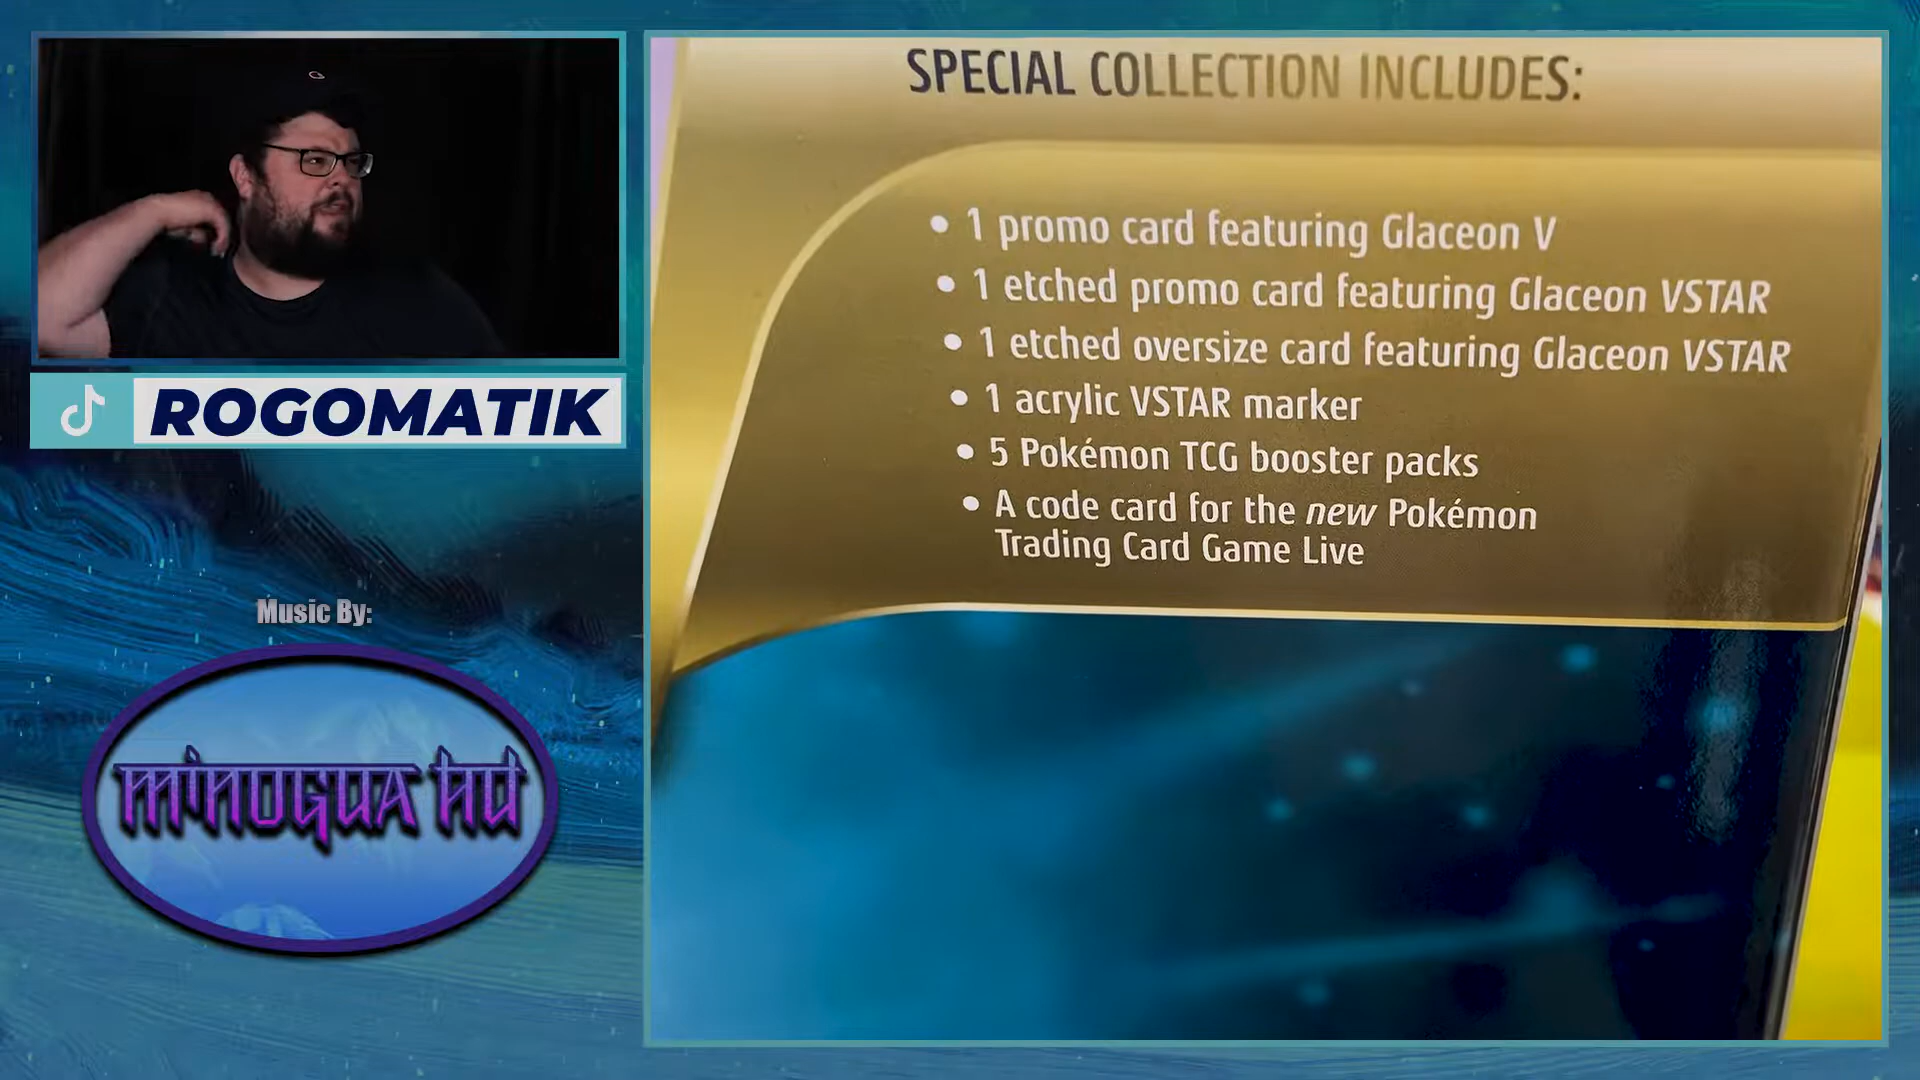 SPECIAL COLLECTION INCLUDES:
• 1 promo card featuring Glaceon V
• 1 etched promo card featuring Glaceon VSTAR
• 1 etched oversize card featuring Glaceon VSTAR
• 1 acrylic VSTAR marker
• 5 Pokémon TCG booster packs
• A code card for the new Pokémon
Trading Card Game Live
ROGOMATIK
Music By:
MINOGUA HD